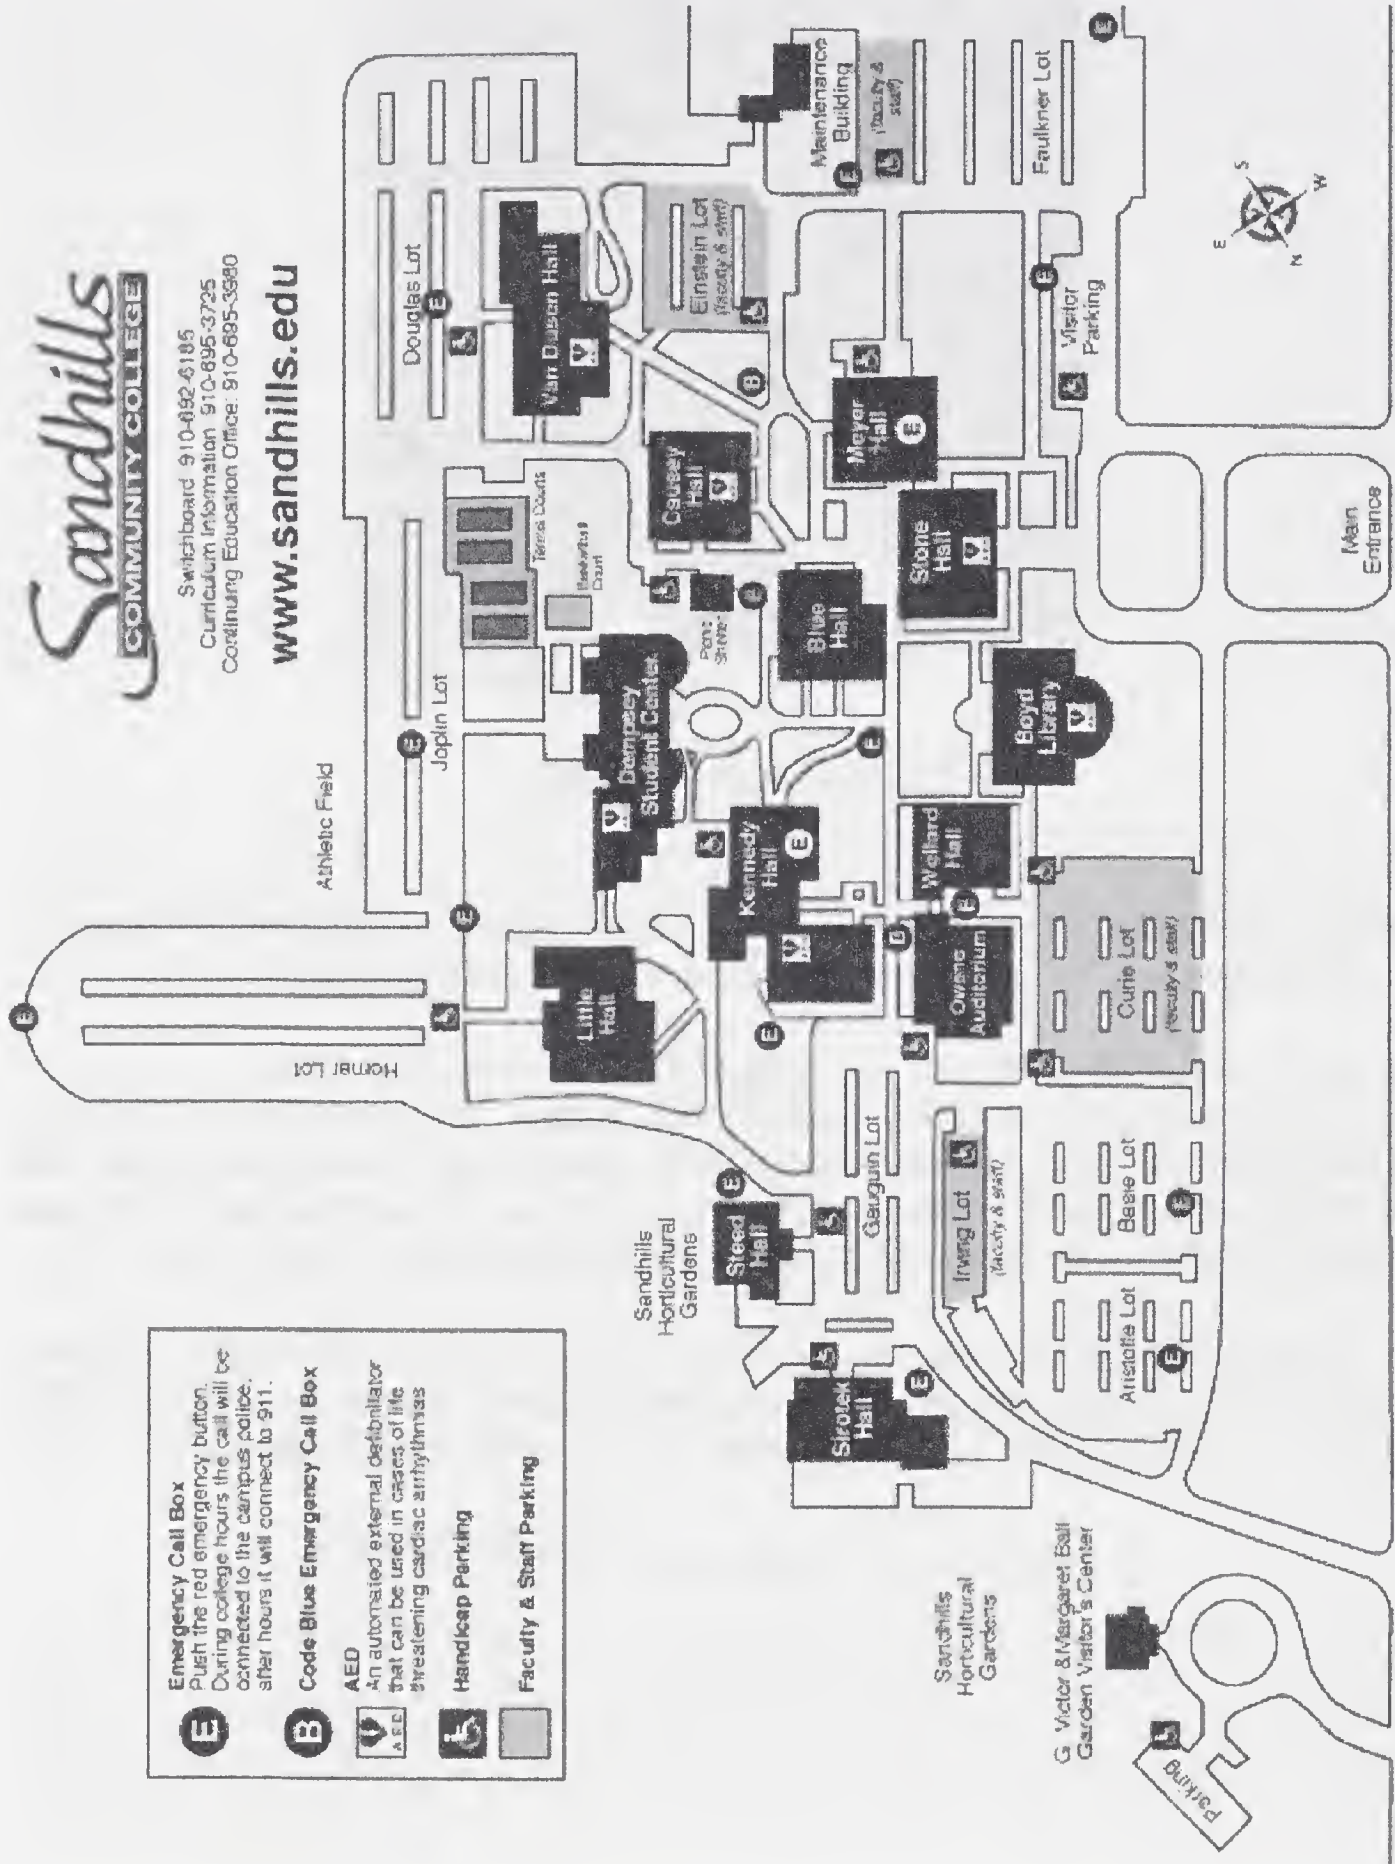 Sandhills
COMMUNITY COLLEGE
Switchboard 910-692-6185
Curriculum Information 910-695-3725
Continuing Education Office: 910-695-3980
www.sandhills.edu
E
Emergency Call Box
Push the red emergency button.
During college hours the call will be
connected to the campus police,
after hours it will connect to 911.
B
Code Blue Emergency Call Box
AED
AED
An automated external defibrillator
that can be used in cases of life
threatening cardiac arrhythmias
Handicap Parking
Faculty & Staff Parking
Horner Lot
Athletic Field
Joplin Lot
Douglas Lot
Tennis Courts
Basketball
Court
Van Dusen Hall
Little
Hall
Dempsey
Student Center
Causey
Hall
Einstein Lot
(faculty & staff)
Maintenance
Building
(faculty &
staff)
Faulkner Lot
Sandhills
Horticultural
Gardens
Steed
Hall
Kennedy
Hall
Blue
Hall
Meyer
Hall
Gauguin Lot
Sirotek
Hall
Owens
Auditorium
Wellard
Hall
Stone
Hall
Boyd
Library
Visitor
Parking
Irwing Lot
(faculty & staff)
Curie Lot
(faculty & staff)
Basie Lot
Aristotle Lot
Main
Entrance
Sandhills
Horticultural
Gardens
G. Victor & Margaret Ball
Garden Visitor's Center
Parking
E
S
N
W